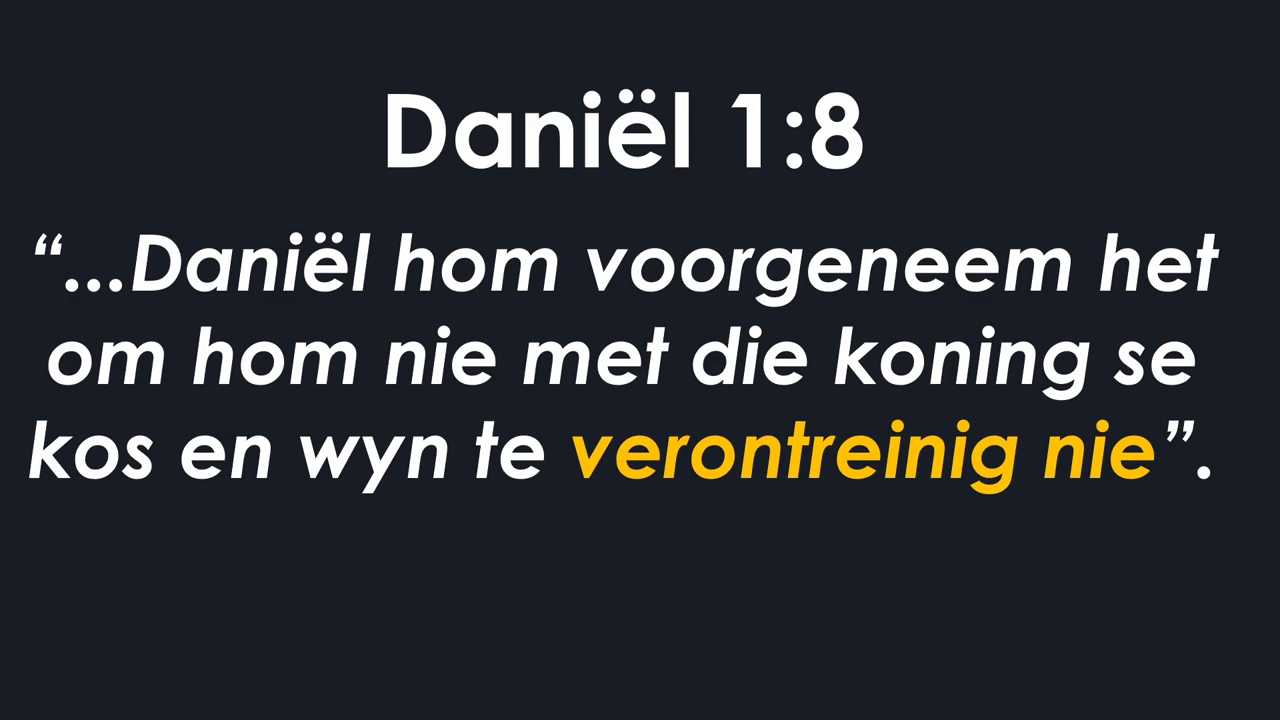 Daniël 1:8
“...Daniël hom voorgeneem het
om hom nie met die koning se
kos en wyn te verontreinig nie”.